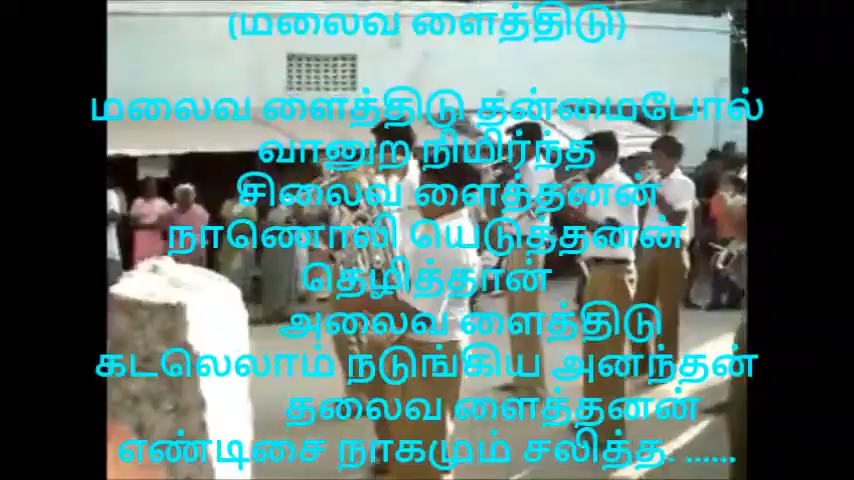 (மலைவ ளைத்திடு)
மலைவ ளைத்திடு தன்மைபோல்
வானுற நிமிர்ந்த
சிலைவ ளைத்தனன்
நாணொலி யெடுத்தனன்
தெழித்தான்
அலைவ ளைத்திடு
கடலெலாம் நடுங்கிய அனந்தன்
தலைவ ளைத்தனன்
எண்டிசை நாகமும் சலித்த. ......